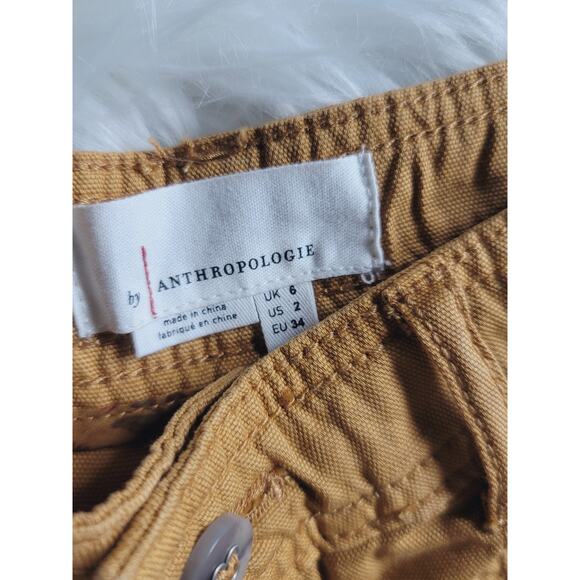 by ANTHROPOLOGIE
made in china
fabriqué en chine
UK 6
US 2
EU 34